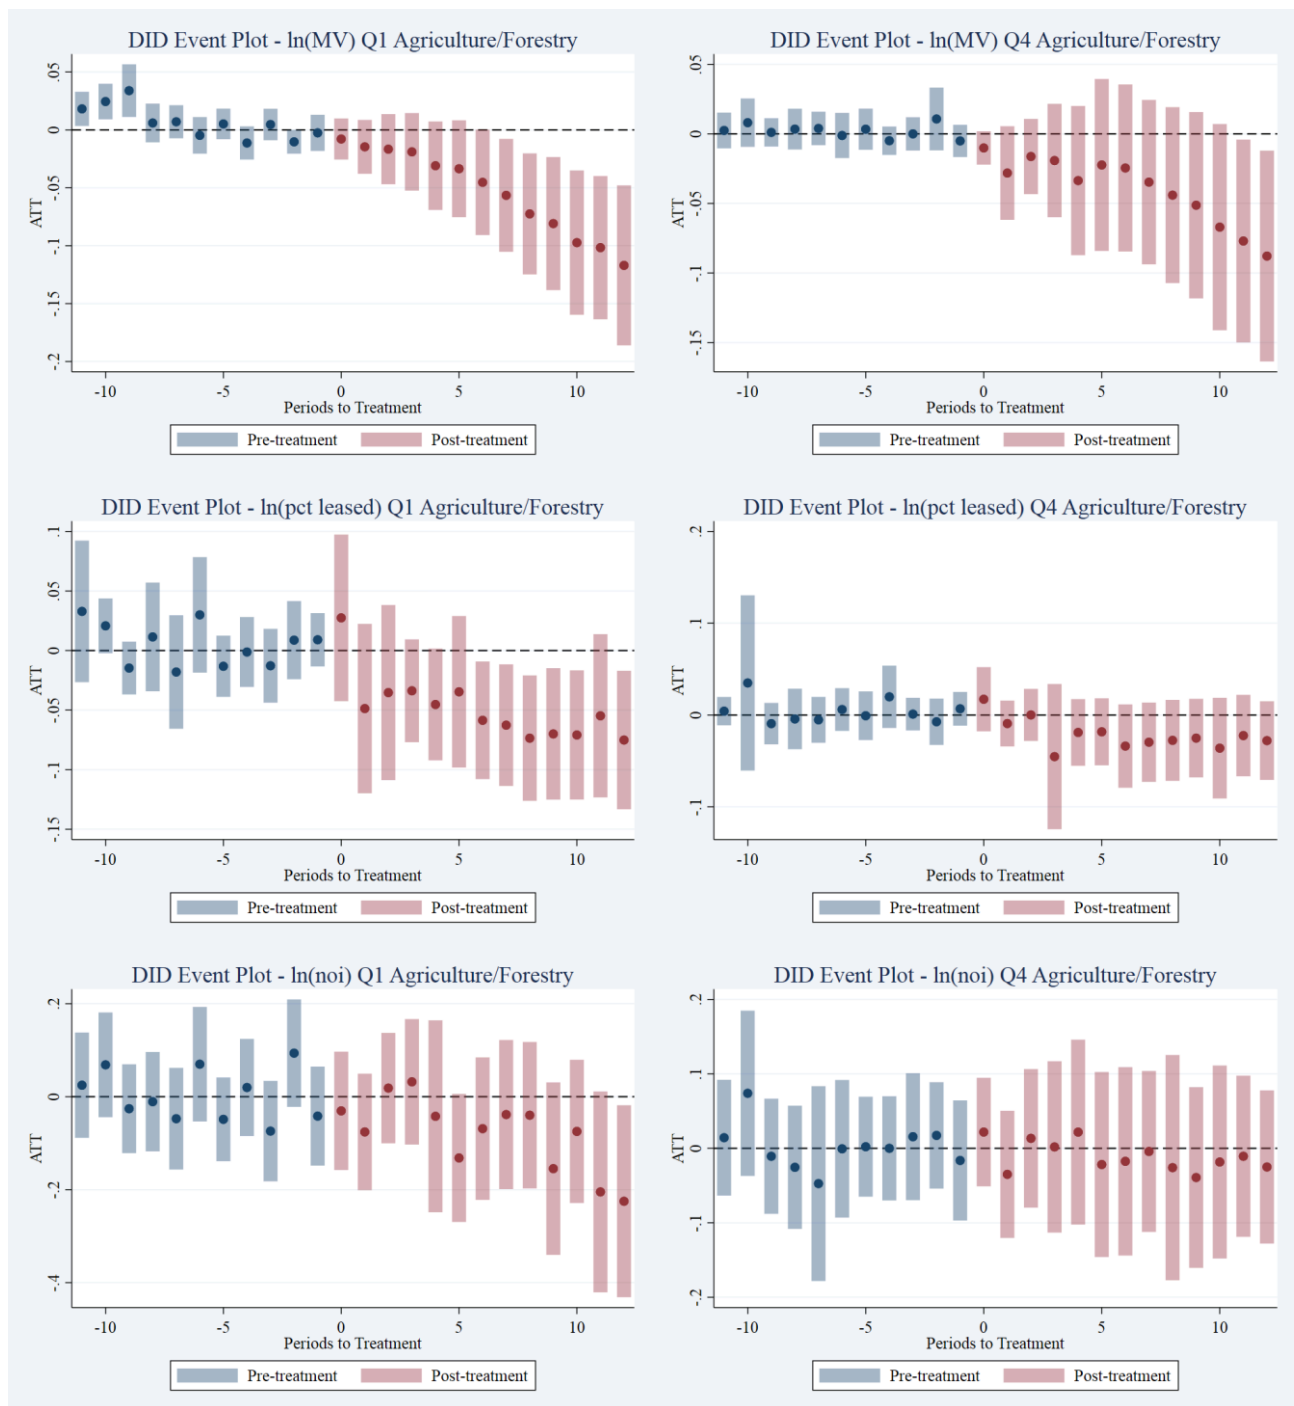 DID Event Plot - ln(MV) Q1 Agriculture/Forestry
ATT
.05
0
-.05
-.1
-.15
-.2
-10
-5
0
5
10
Periods to Treatment
Pre-treatment
Post-treatment
DID Event Plot - ln(MV) Q4 Agriculture/Forestry
ATT
.05
0
-.05
-.1
-.15
-10
-5
0
5
10
Periods to Treatment
Pre-treatment
Post-treatment
DID Event Plot - ln(pct leased) Q1 Agriculture/Forestry
ATT
.1
.05
0
-.05
-.1
-.15
-10
-5
0
5
10
Periods to Treatment
Pre-treatment
Post-treatment
DID Event Plot - ln(pct leased) Q4 Agriculture/Forestry
ATT
.2
.1
0
-.1
-10
-5
0
5
10
Periods to Treatment
Pre-treatment
Post-treatment
DID Event Plot - ln(noi) Q1 Agriculture/Forestry
ATT
.2
0
-.2
-.4
-10
-5
0
5
10
Periods to Treatment
Pre-treatment
Post-treatment
DID Event Plot - ln(noi) Q4 Agriculture/Forestry
ATT
.2
.1
0
-.1
-.2
-10
-5
0
5
10
Periods to Treatment
Pre-treatment
Post-treatment